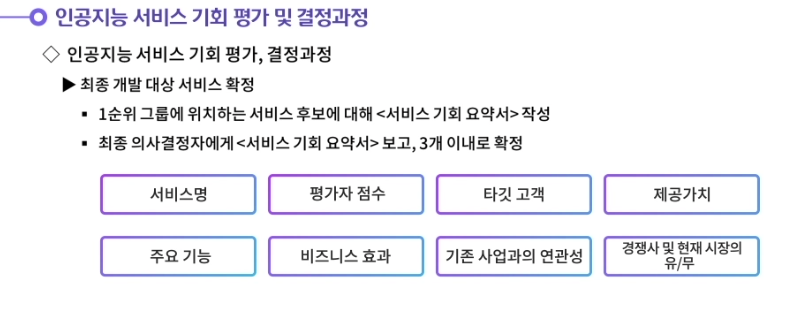 인공지능 서비스 기회 평가 및 결정과정
◇ 인공지능 서비스 기회 평가, 결정과정
▶ 최종 개발 대상 서비스 확정
▪ 1순위 그룹에 위치하는 서비스 후보에 대해 <서비스 기회 요약서> 작성
▪ 최종 의사결정자에게 <서비스 기회 요약서> 보고, 3개 이내로 확정
서비스명
평가자 점수
타깃 고객
제공가치
주요 기능
비즈니스 효과
기존 사업과의 연관성
경쟁사 및 현재 시장의
유/무